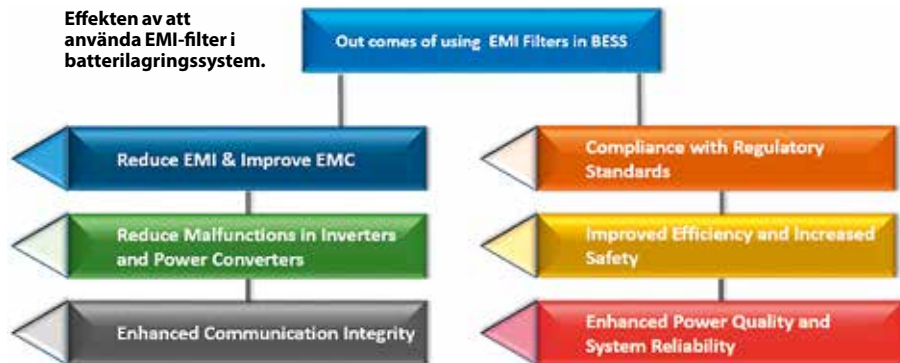 Effekten av att
använda EMI-filter i
batterilagringssystem.
Out comes of using EMI Filters in BESS
Reduce EMI & Improve EMC
Reduce Malfunctions in Inverters
and Power Converters
Enhanced Communication Integrity
Compliance with Regulatory
Standards
Improved Efficiency and Increased
Safety
Enhanced Power Quality and
System Reliability